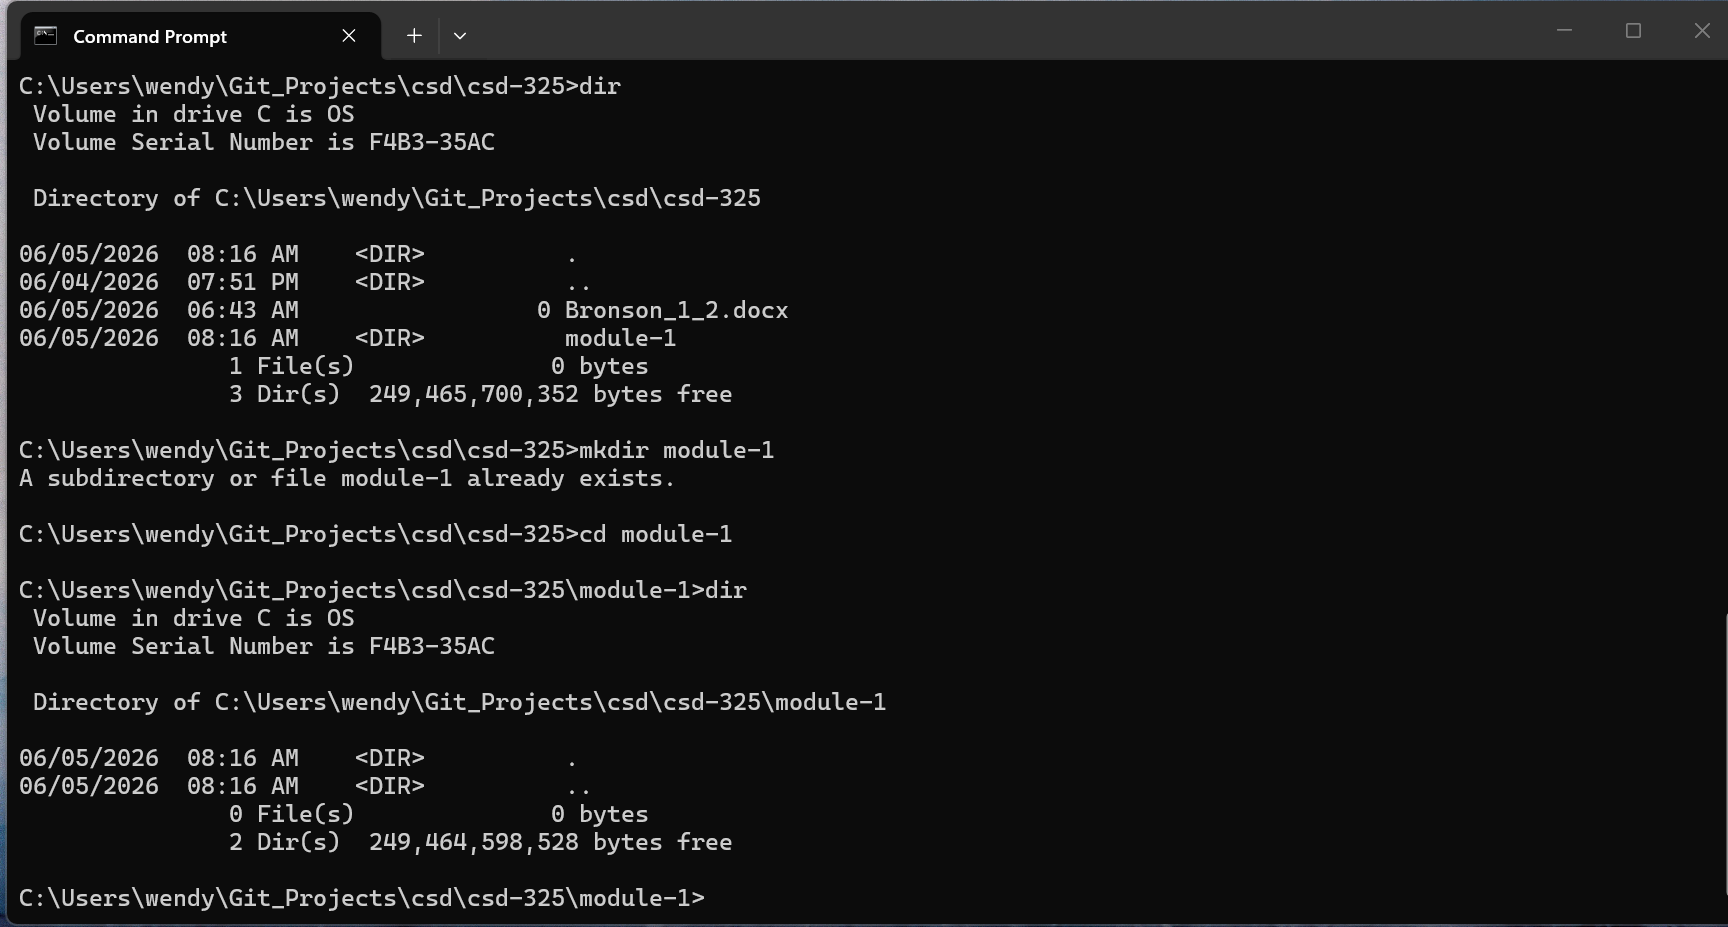 Command Prompt
C:\Users\wendy\Git_Projects\csd\csd-325>dir
 Volume in drive C is OS
 Volume Serial Number is F4B3-35AC

 Directory of C:\Users\wendy\Git_Projects\csd\csd-325

06/05/2026  08:16 AM    <DIR>          .
06/04/2026  07:51 PM    <DIR>          ..
06/05/2026  06:43 AM                 0 Bronson_1_2.docx
06/05/2026  08:16 AM    <DIR>          module-1
               1 File(s)              0 bytes
               3 Dir(s)  249,465,700,352 bytes free

C:\Users\wendy\Git_Projects\csd\csd-325>mkdir module-1
A subdirectory or file module-1 already exists.

C:\Users\wendy\Git_Projects\csd\csd-325>cd module-1

C:\Users\wendy\Git_Projects\csd\csd-325\module-1>dir
 Volume in drive C is OS
 Volume Serial Number is F4B3-35AC

 Directory of C:\Users\wendy\Git_Projects\csd\csd-325\module-1

06/05/2026  08:16 AM    <DIR>          .
06/05/2026  08:16 AM    <DIR>          ..
               0 File(s)              0 bytes
               2 Dir(s)  249,464,598,528 bytes free

C:\Users\wendy\Git_Projects\csd\csd-325\module-1>